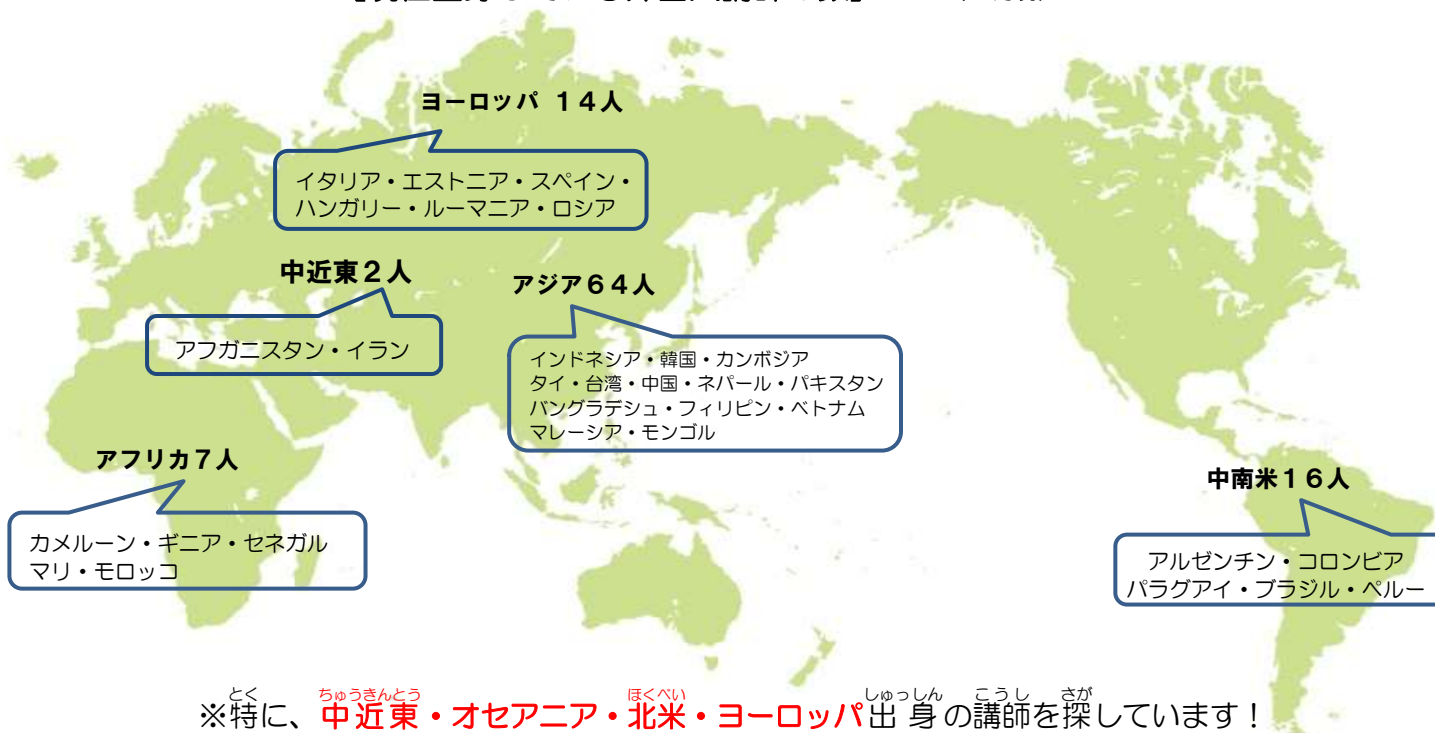 ヨーロッパ １４人
イタリア・エストニア・スペイン・
ハンガリー・ルーマニア・ロシア
中近東２人
アフガニスタン・イラン
アジア６４人
インドネシア・韓国・カンボジア
タイ・台湾・中国・ネパール・パキスタン
バングラデシュ・フィリピン・ベトナム
マレーシア・モンゴル
アフリカ７人
カメルーン・ギニア・セネガル
マリ・モロッコ
中南米１６人
アルゼンチン・コロンビア
パラグアイ・ブラジル・ペルー
とく ちゅうきんとう ほくべい しゅっしん こうし さが
※特に、中近東・オセアニア・北米・ヨーロッパ出身の講師を探しています！